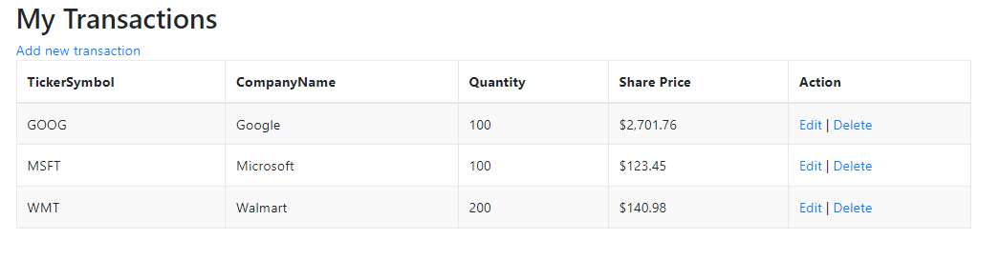 My Transactions
Add new transaction
TickerSymbol CompanyName Quantity Share Price Action
GOOG Google 100 $2,701.76 Edit | Delete
MSFT Microsoft 100 $123.45 Edit | Delete
WMT Walmart 200 $140.98 Edit | Delete